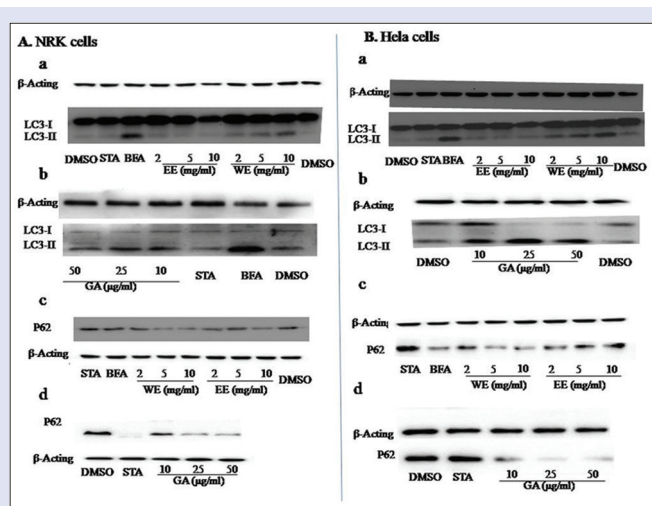 A. NRK cells
a
β-Acting
LC3-I
LC3-II
DMSO STA BFA 2 5 10 2 5 10 DMSO
EE (mg/ml) WE (mg/ml)
b
β-Acting
LC3-I
LC3-II
50 25 10 STA BFA DMSO
GA (μg/ml)
c
P62
β-Acting
STA BFA 2 5 10 2 5 10 DMSO
WE (mg/ml) EE (mg/ml)
d
P62
β-Acting
DMSO STA 10 25 50
GA (μg/ml)
B. Hela cells
a
β-Acting
LC3-I
LC3-II
DMSO STA BFA 2 5 10 2 5 10 DMSO
EE (mg/ml) WE (mg/ml)
b
β-Acting
LC3-I
LC3-II
DMSO 10 25 50 DMSO
GA (μg/ml)
c
β-Acting
P62
STA BFA 2 5 10 2 5 10
WE (mg/ml) EE (mg/ml)
d
β-Acting
P62
DMSO STA 10 25 50
GA (μg/ml)